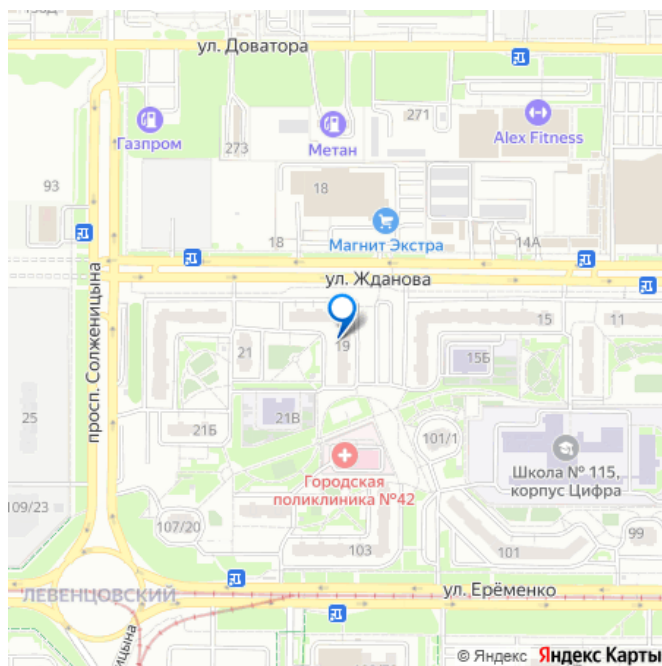 ул. Доватора
271
Газпром
Метан
Alex Fitness
273
93
18
Магнит Экстра
18
14А
ул. Жданова
просп. Солженицына
15
11
19
21
15Б
25
21В
21Б
101/1
Городская
поликлиника №42
Школа № 115,
корпус Цифра
109/23
107/20
103
101
99
ул. Ерёменко
ЛЕВЕНЦОВСКИЙ
© Яндекс Яндекс Карты